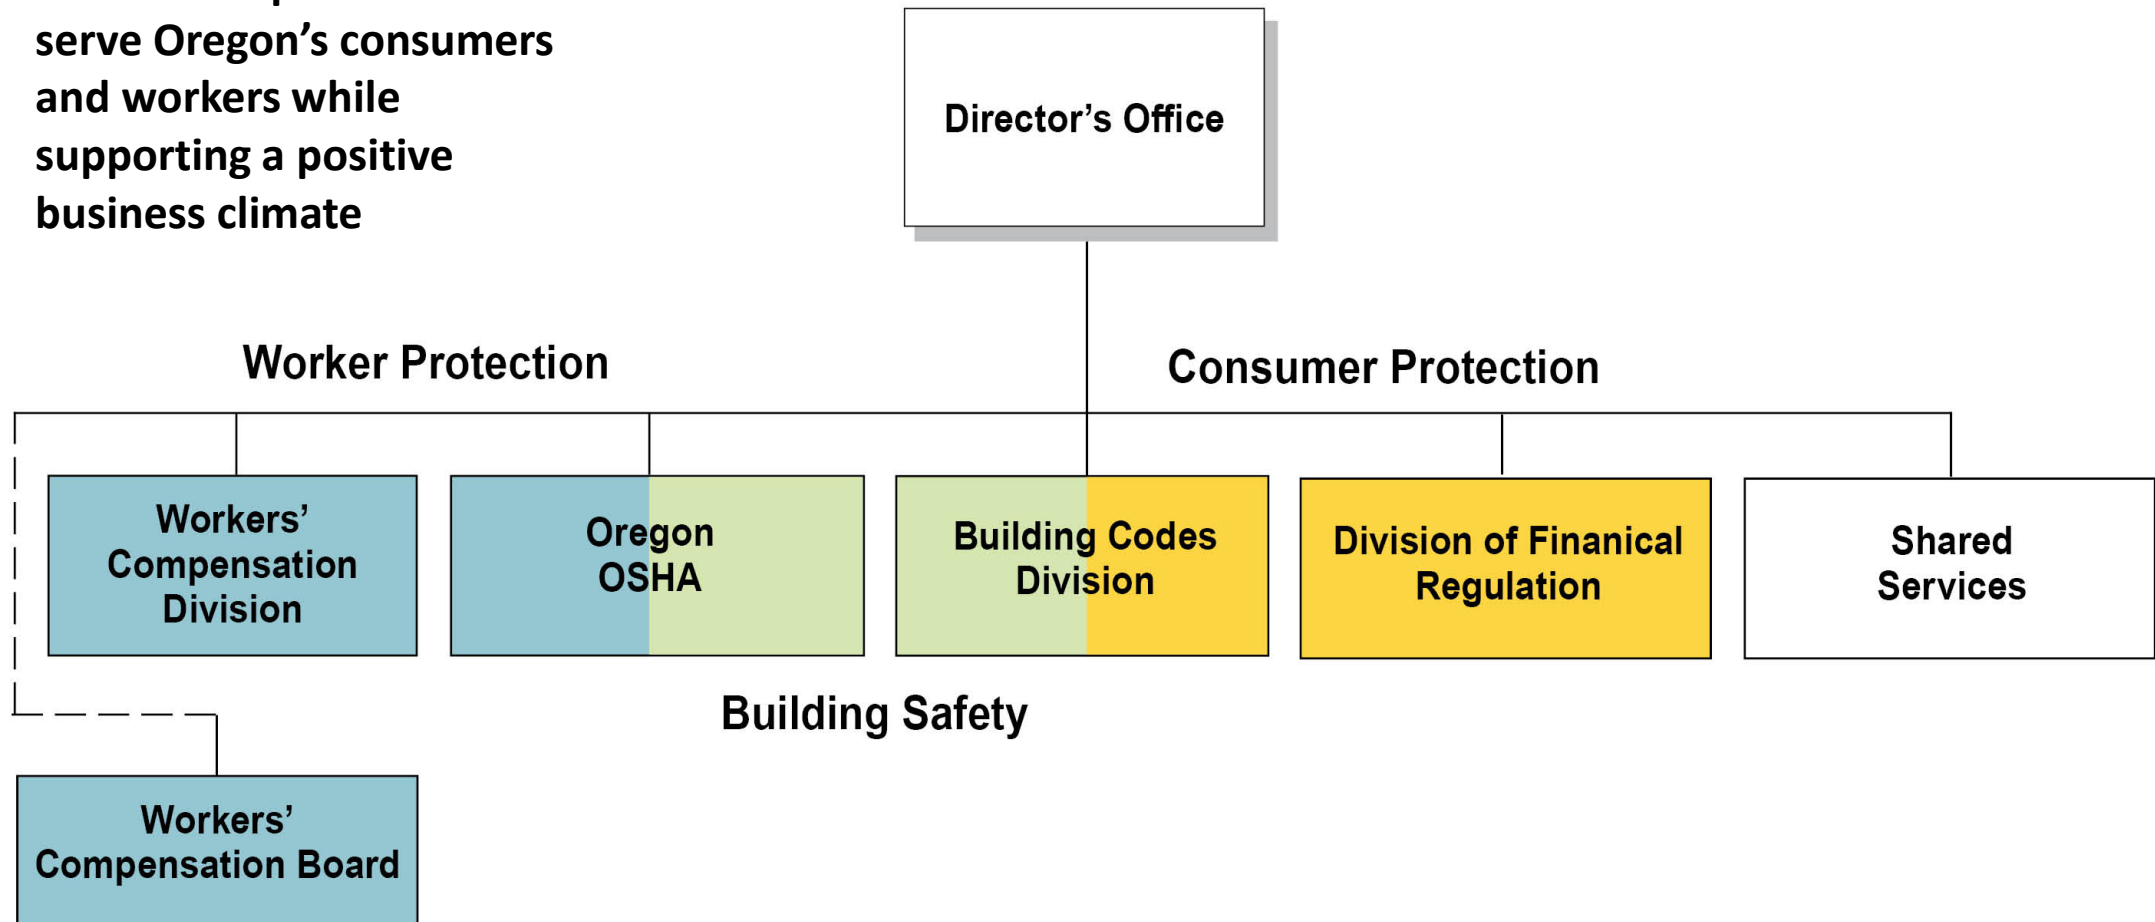 serve Oregon’s consumers
and workers while
supporting a positive
business climate
Director’s Office
Worker Protection
Consumer Protection
Workers’
Compensation
Division
Oregon
OSHA
Building Codes
Division
Division of Finanical
Regulation
Shared
Services
Building Safety
Workers’
Compensation Board